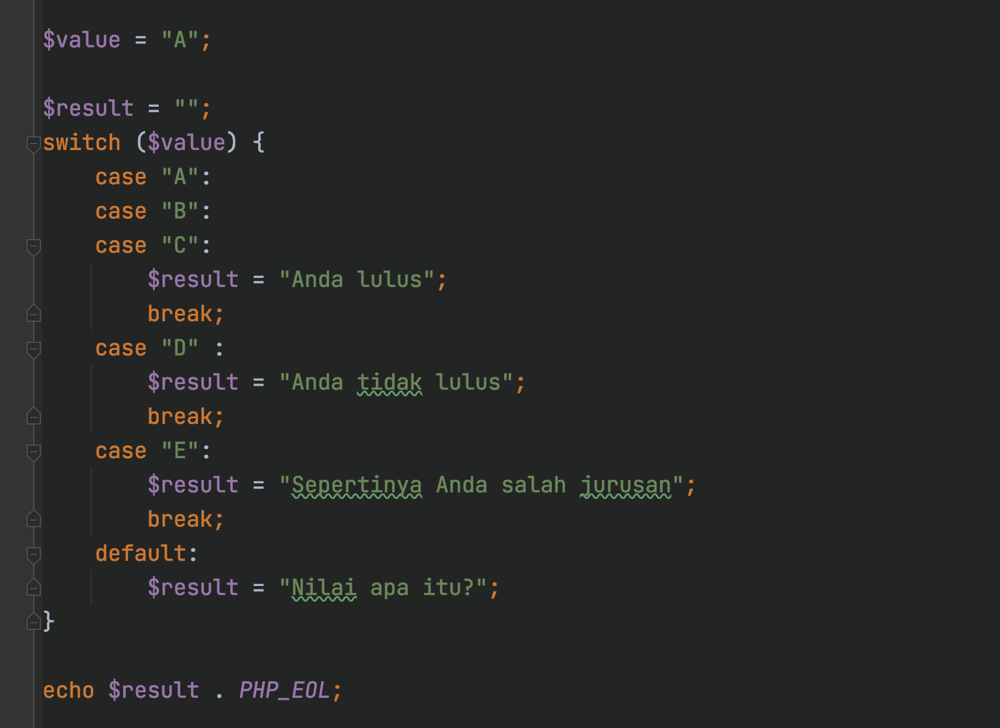 $value = "A";
$result = "";
switch ($value) {
    case "A":
    case "B":
    case "C":
        $result = "Anda lulus";
        break;
    case "D" :
        $result = "Anda tidak lulus";
        break;
    case "E":
        $result = "Sepertinya Anda salah jurusan";
        break;
    default:
        $result = "Nilai apa itu?";
}
echo $result . PHP_EOL;